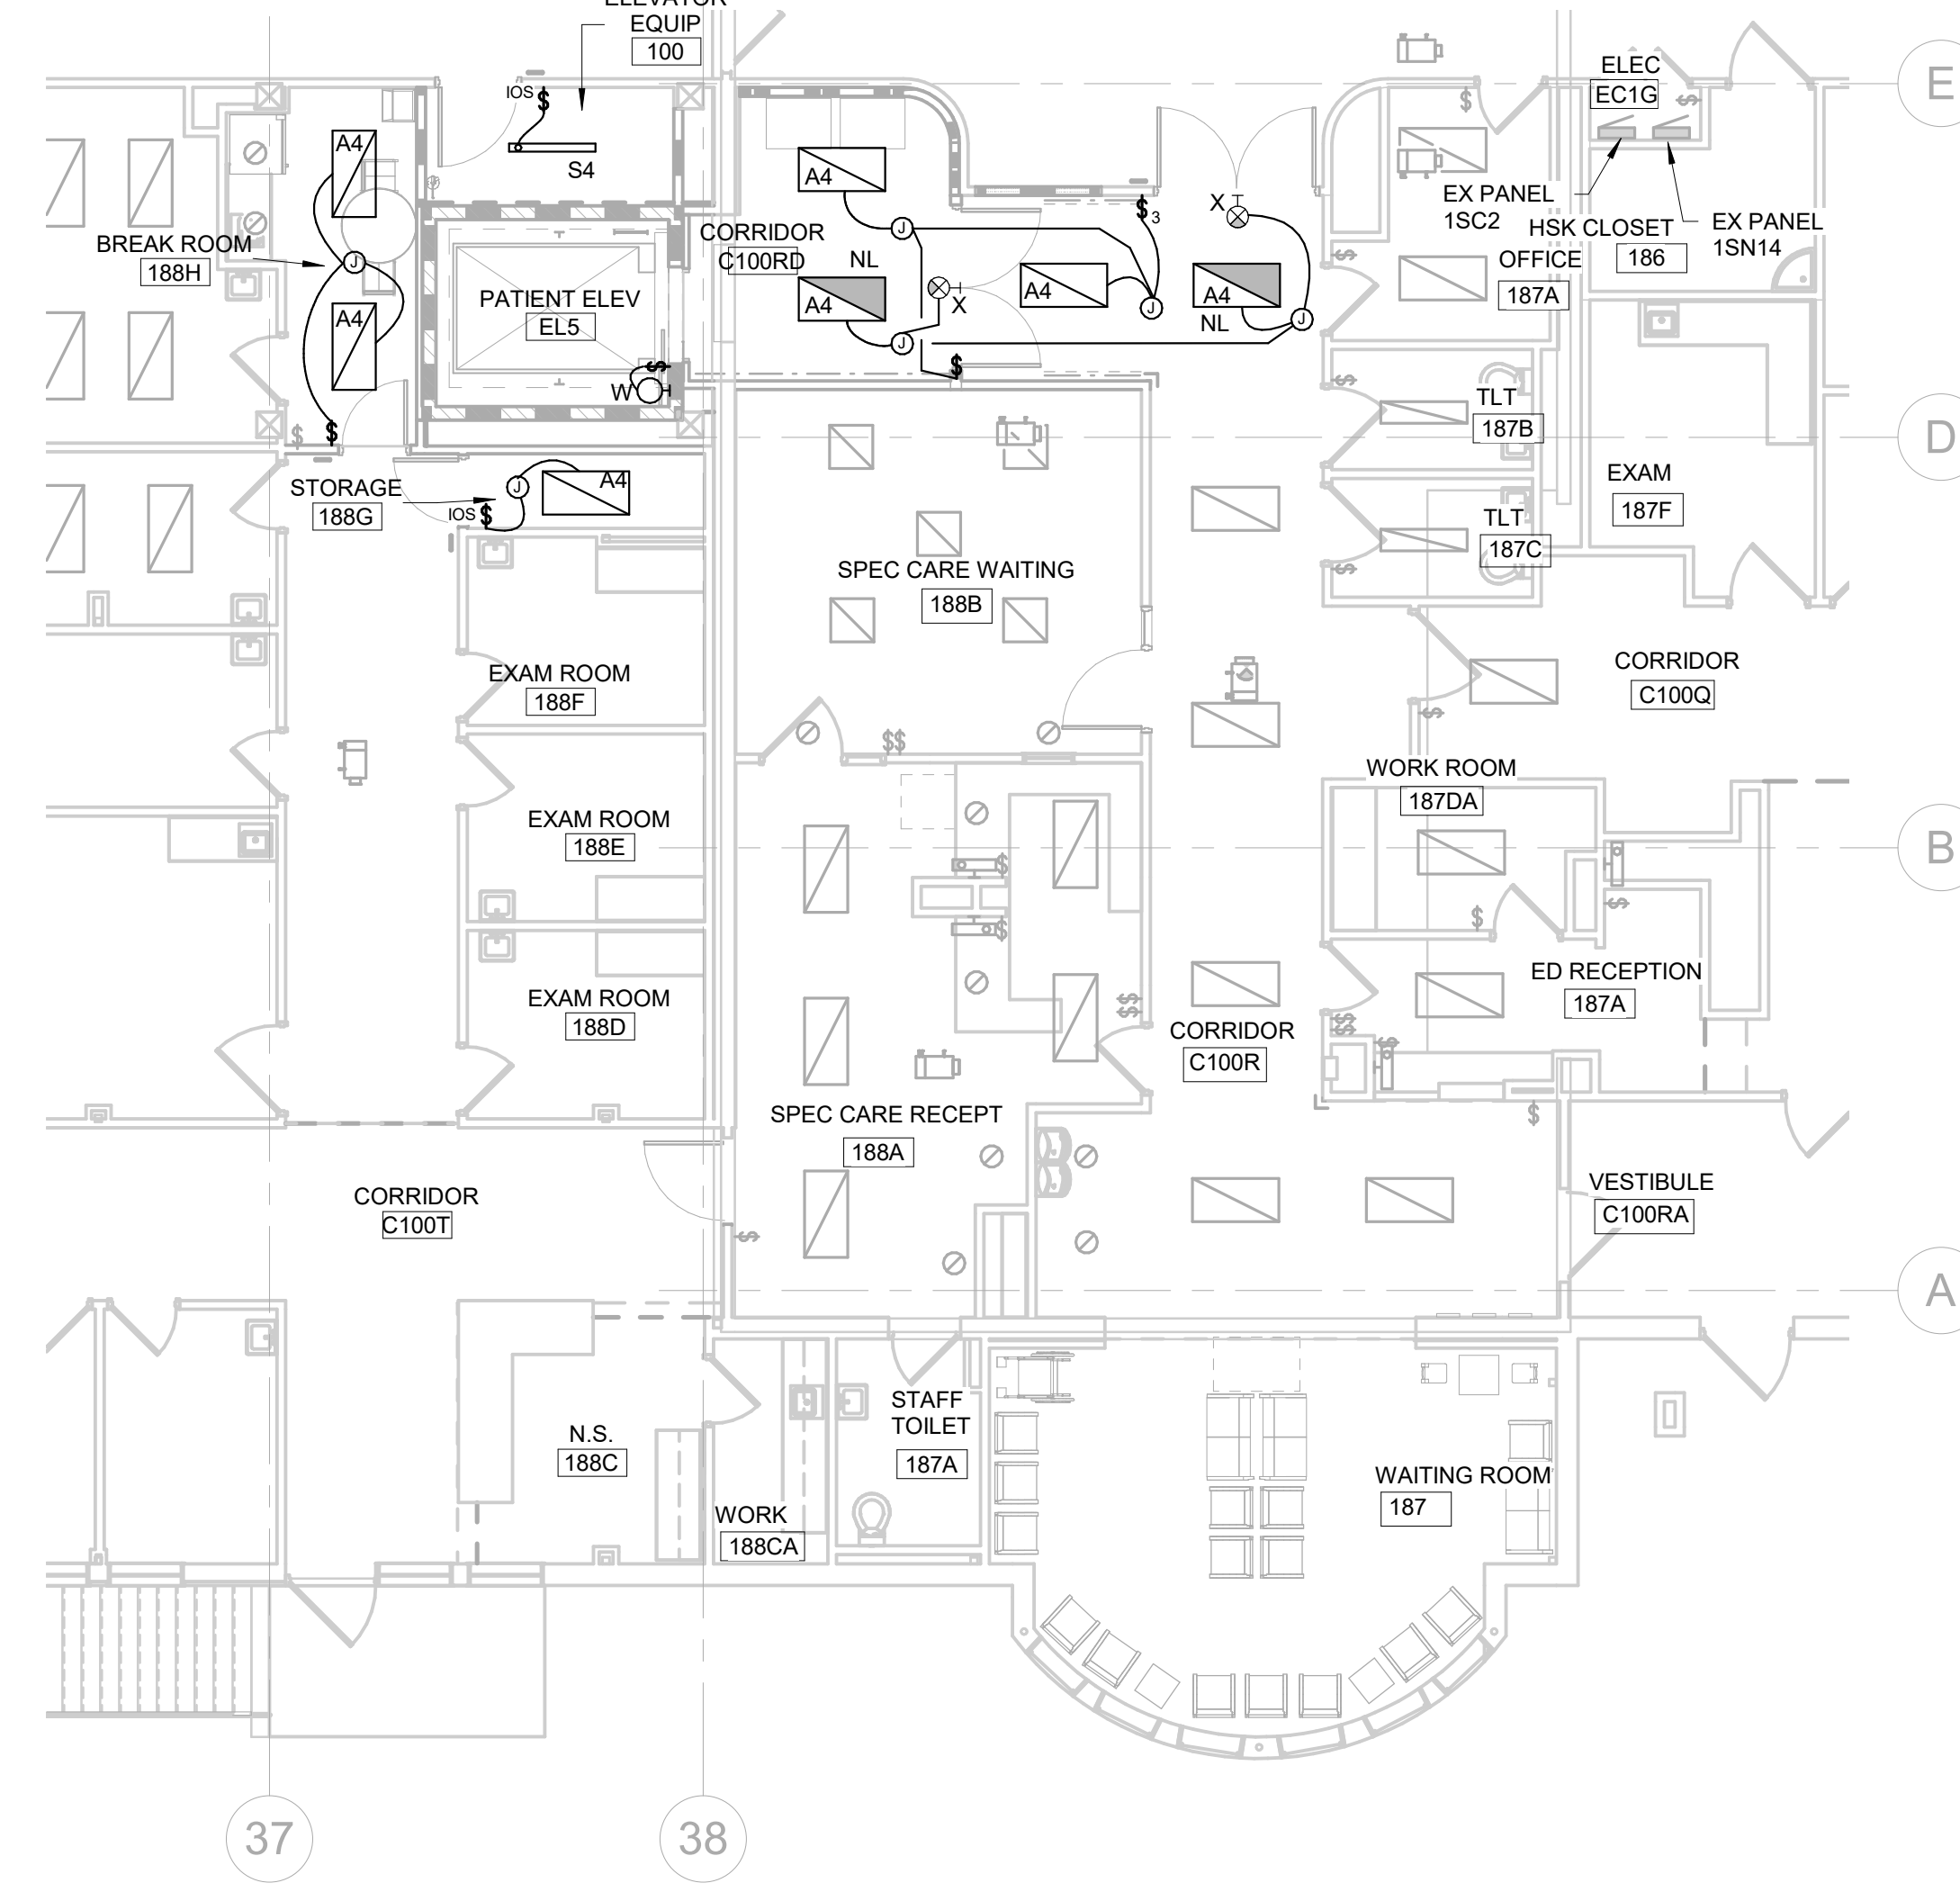 ELEVATOR
EQUIP
100
E
ELEC
EC1G
IOS
$
$
$
A4
S4
A4
EX PANEL
1SC2
EX PANEL
1SN14
HSK CLOSET
186
X
$3
CORRIDOR
C100RD
NL
BREAK ROOM
188H
J
J
OFFICE
187A
A4
X
A4
A4
NL
PATIENT ELEV
EL5
A4
J
J
J
$
$
W
$
$
TLT
187B
D
$
$
STORAGE
188G
IOS
$
J
A4
EXAM
187F
TLT
187C
$
SPEC CARE WAITING
188B
EXAM ROOM
188F
CORRIDOR
C100Q
$
$$
WORK ROOM
187DA
EXAM ROOM
188E
B
$
$
$
$
ED RECEPTION
187A
EXAM ROOM
188D
$$
$$
CORRIDOR
C100R
$
SPEC CARE RECEPT
188A
$
CORRIDOR
C100T
VESTIBULE
C100RA
$
A
STAFF
TOILET
187A
N.S.
188C
WAITING ROOM
187
WORK
188CA
37
38